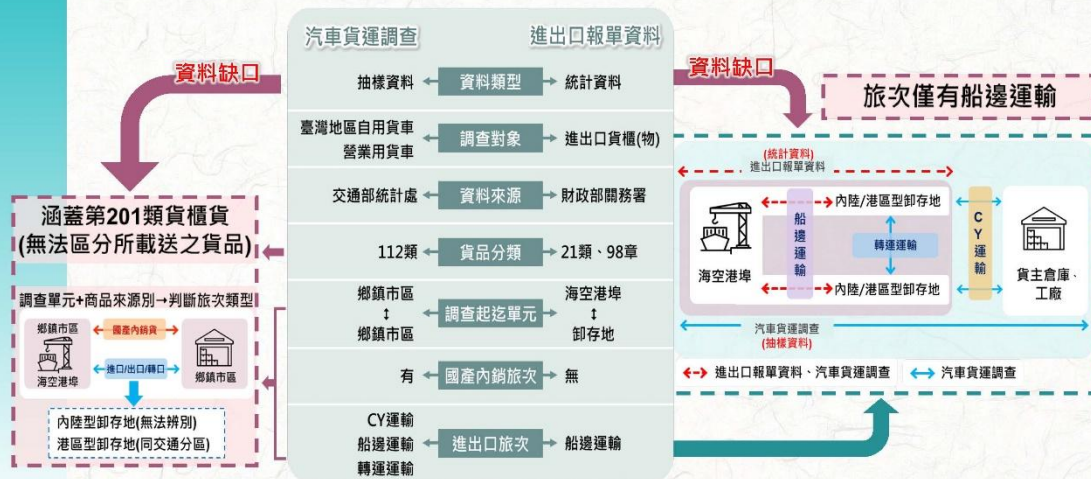 汽車貨運調查 進出口報單資料
資料缺口
資料缺口
抽樣資料 資料類型 統計資料
臺灣地區自用貨車
營業用貨車
調查對象 進出口貨櫃(物)
交通部統計處 資料來源 財政部關務署
112類 貨品分類 21類、98章
鄉鎮市區
↕
鄉鎮市區
調查起迄單元
海空港埠
↕
卸存地
有 國產內銷旅次 無
CY運輸
船邊運輸
轉運運輸
進出口旅次 船邊運輸
涵蓋第201類貨櫃貨
(無法區分所載送之貨品)
調查單元+商品來源別→判斷旅次類型
鄉鎮市區
海空港埠
國產內銷貨
進口/出口/轉口
鄉鎮市區
內陸型卸存地(無法辨別)
港區型卸存地(同交通分區)
旅次僅有船邊運輸
(統計資料)
進出口報單資料
海空港埠
船邊運輸
內陸/港區型卸存地
轉運運輸
內陸/港區型卸存地
CY運輸
貨主倉庫、
工廠
汽車貨運調查
(抽樣資料)
進出口報單資料、汽車貨運調查 汽車貨運調查